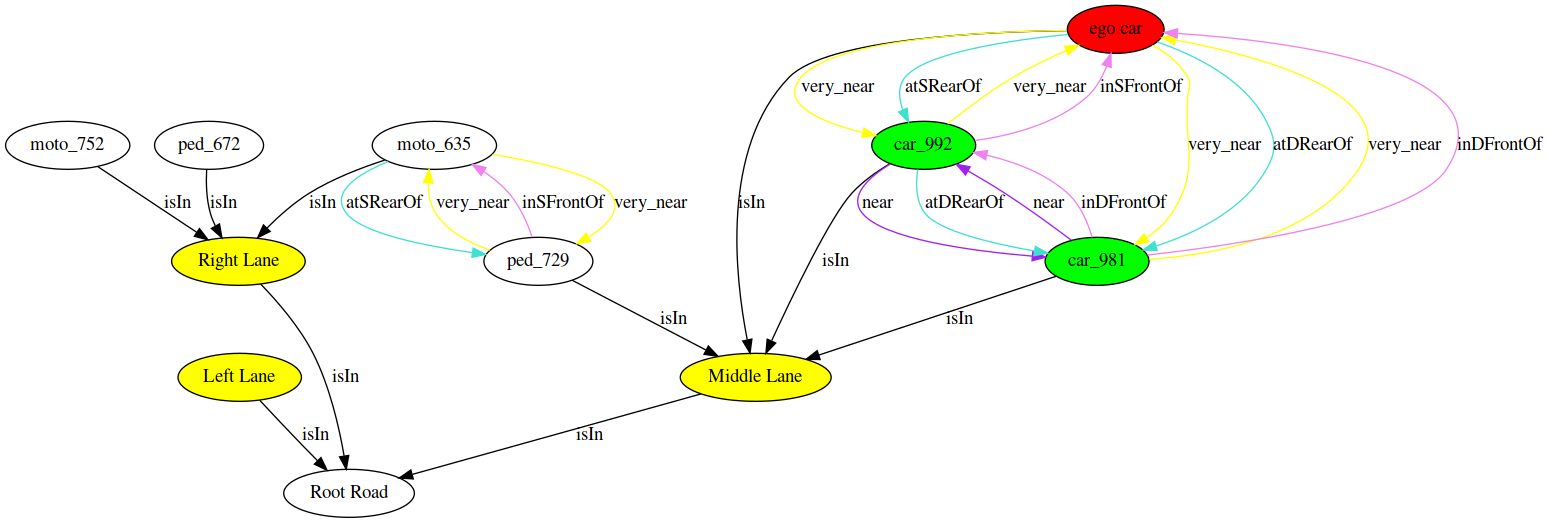 ego car
very_near
atSRearOf
very_near
inSFrontOf
moto_752
ped_672
moto_635
car_992
very_near
atDRearOf
very_near
inDFrontOf
isIn
isIn
isIn
atSRearOf
very_near
inSFrontOf
very_near
isIn
near
atDRearOf
near
inDFrontOf
Right Lane
ped_729
isIn
car_981
isIn
isIn
isIn
Left Lane
Middle Lane
isIn
isIn
Root Road